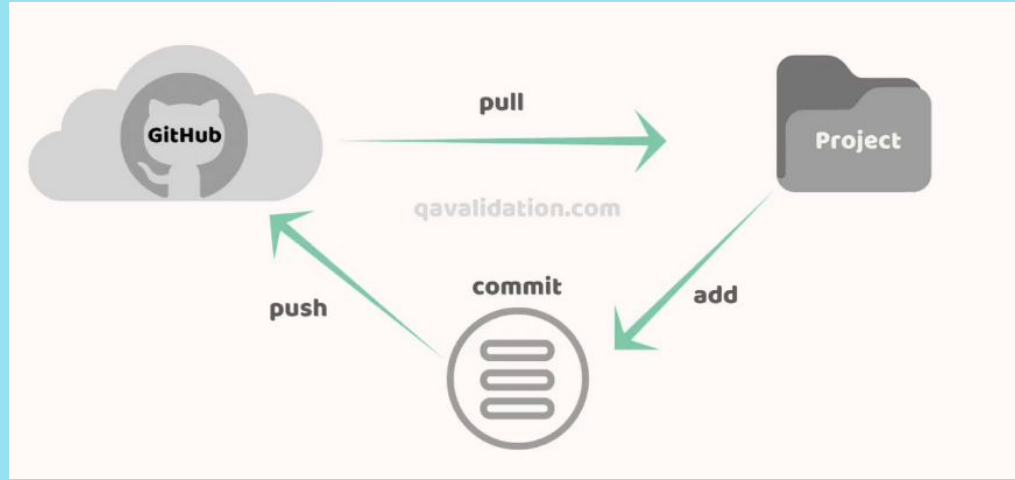 pull
GitHub
Project
qavalidation.com
commit
add
push